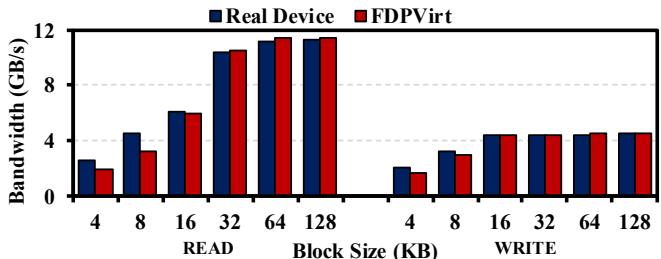 Real Device FDPVirt
Bandwidth (GB/s)
12
8
4
0
4 8 16 32 64 128 4 8 16 32 64 128
READ Block Size (KB) WRITE